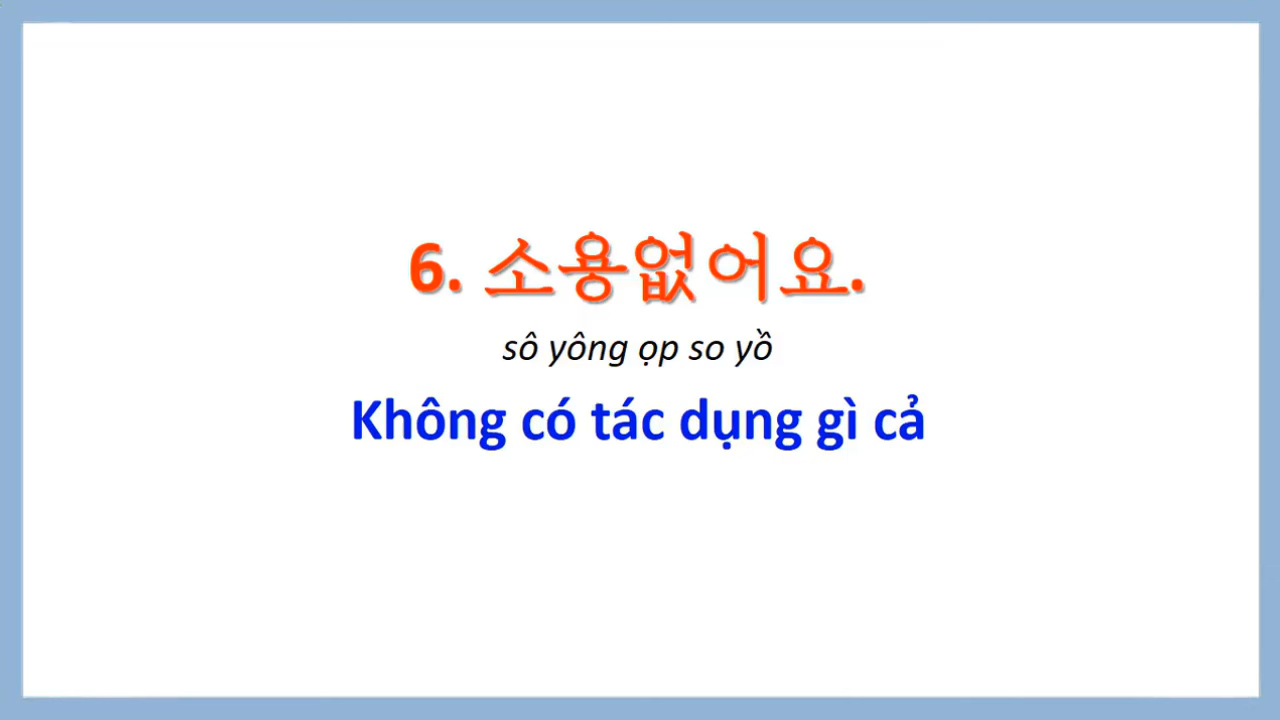 6. 소용없어요.
sô yông ọp so yồ
Không có tác dụng gì cả